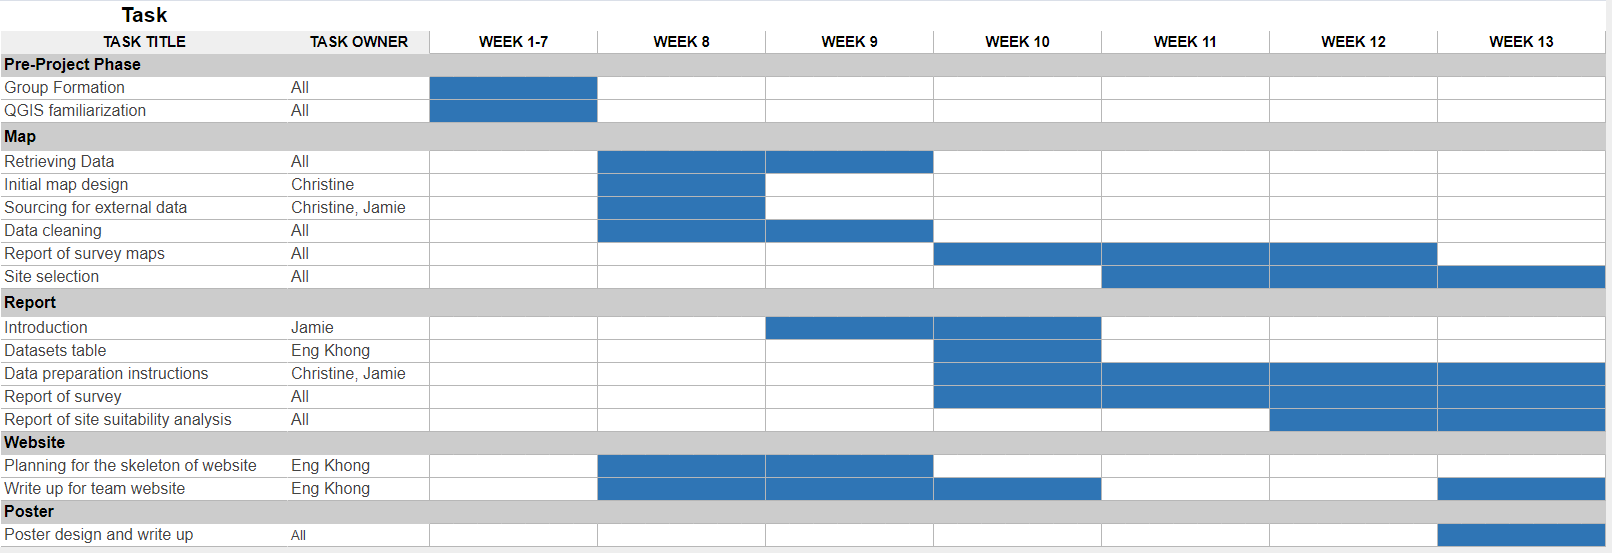 Task
TASK TITLE TASK OWNER WEEK 1-7 WEEK 8 WEEK 9 WEEK 10 WEEK 11 WEEK 12 WEEK 13
Pre-Project Phase
Group Formation All
QGIS familiarization All
Map
Retrieving Data All
Initial map design Christine
Sourcing for external data Christine, Jamie
Data cleaning All
Report of survey maps All
Site selection All
Report
Introduction Jamie
Datasets table Eng Khong
Data preparation instructions Christine, Jamie
Report of survey All
Report of site suitability analysis All
Website
Planning for the skeleton of website Eng Khong
Write up for team website Eng Khong
Poster
Poster design and write up All